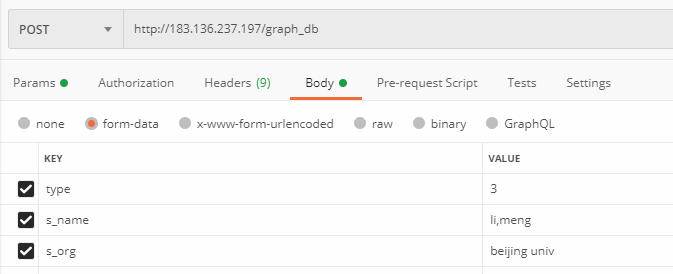 POST http://183.136.237.197/graph_db
Params Authorization Headers (9) Body Pre-request Script Tests Settings
none form-data x-www-form-urlencoded raw binary GraphQL
KEY VALUE
type 3
s_name li,meng
s_org beijing univ